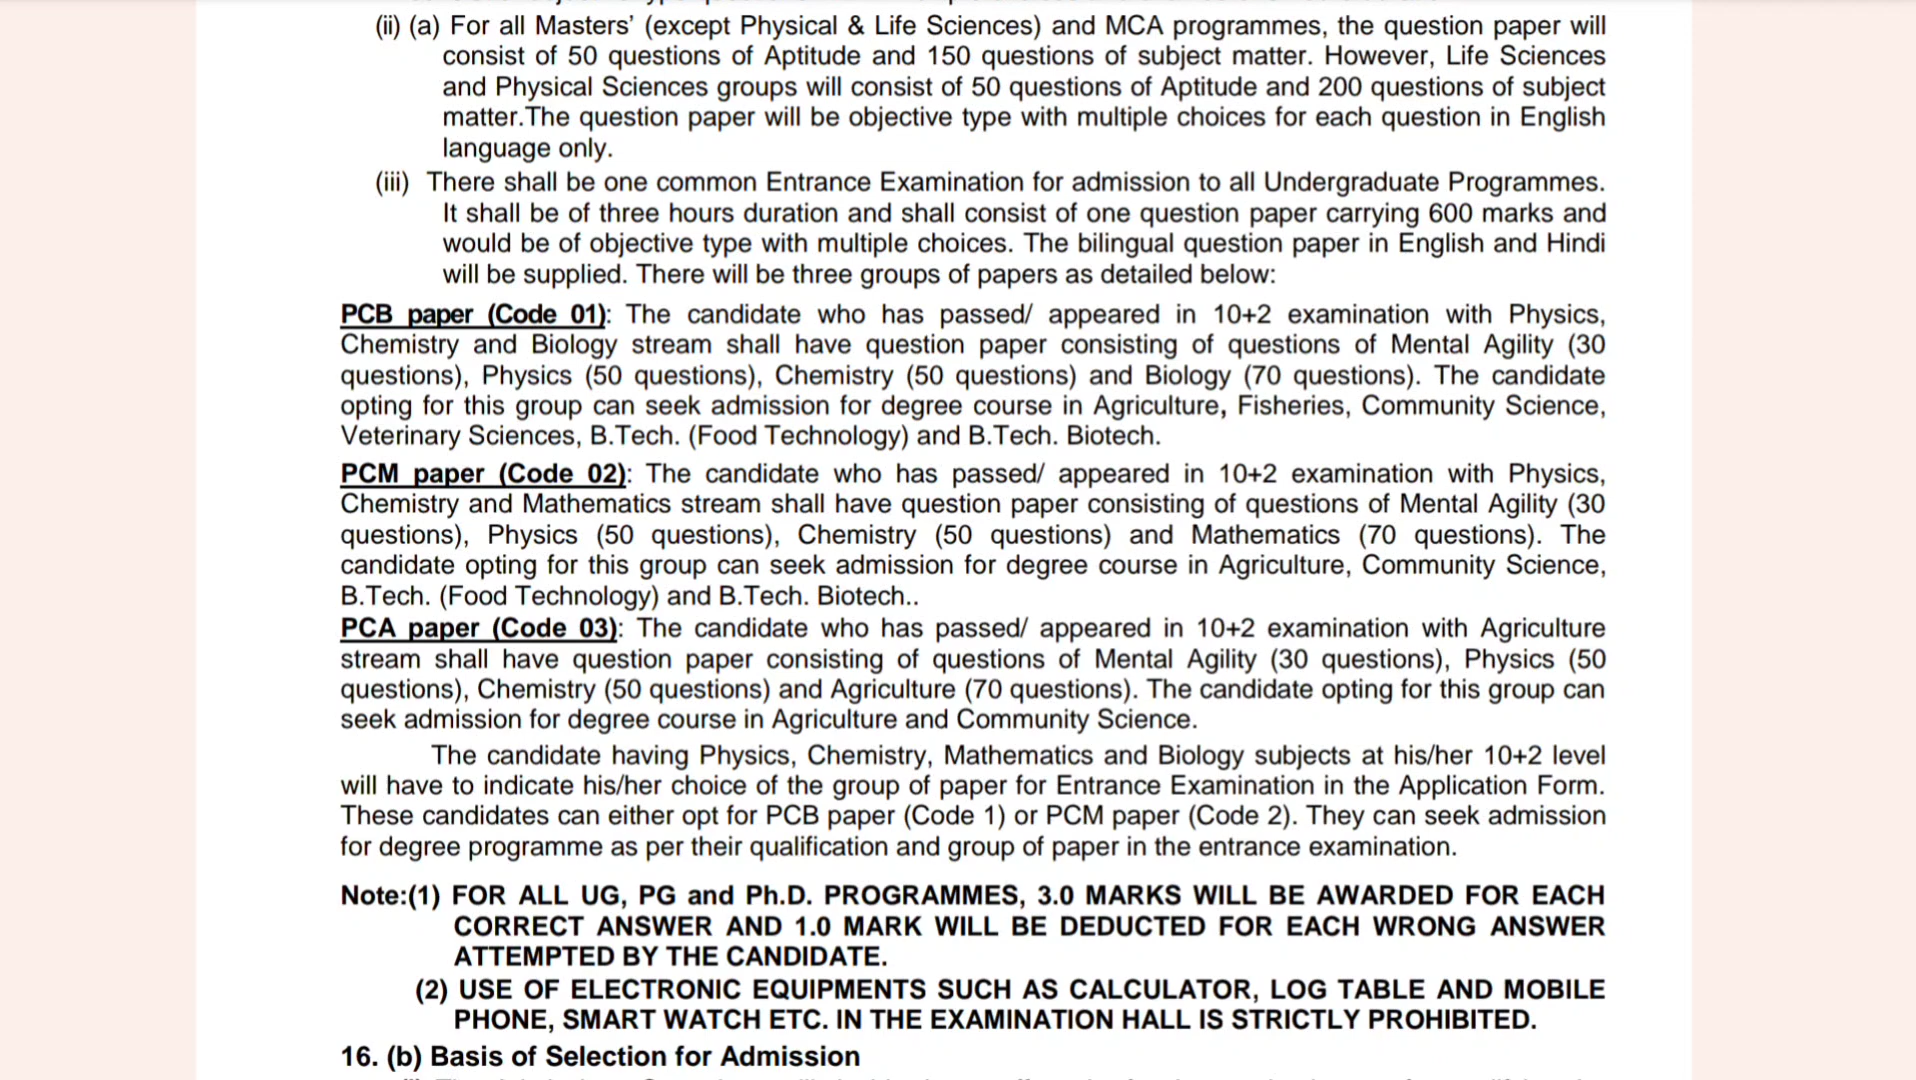 (ii) (a) For all Masters’ (except Physical & Life Sciences) and MCA programmes, the question paper will
consist of 50 questions of Aptitude and 150 questions of subject matter. However, Life Sciences
and Physical Sciences groups will consist of 50 questions of Aptitude and 200 questions of subject
matter.The question paper will be objective type with multiple choices for each question in English
language only.
(iii) There shall be one common Entrance Examination for admission to all Undergraduate Programmes.
It shall be of three hours duration and shall consist of one question paper carrying 600 marks and
would be of objective type with multiple choices. The bilingual question paper in English and Hindi
will be supplied. There will be three groups of papers as detailed below:
PCB paper (Code 01): The candidate who has passed/ appeared in 10+2 examination with Physics,
Chemistry and Biology stream shall have question paper consisting of questions of Mental Agility (30
questions), Physics (50 questions), Chemistry (50 questions) and Biology (70 questions). The candidate
opting for this group can seek admission for degree course in Agriculture, Fisheries, Community Science,
Veterinary Sciences, B.Tech. (Food Technology) and B.Tech. Biotech.
PCM paper (Code 02): The candidate who has passed/ appeared in 10+2 examination with Physics,
Chemistry and Mathematics stream shall have question paper consisting of questions of Mental Agility (30
questions), Physics (50 questions), Chemistry (50 questions) and Mathematics (70 questions). The
candidate opting for this group can seek admission for degree course in Agriculture, Community Science,
B.Tech. (Food Technology) and B.Tech. Biotech..
PCA paper (Code 03): The candidate who has passed/ appeared in 10+2 examination with Agriculture
stream shall have question paper consisting of questions of Mental Agility (30 questions), Physics (50
questions), Chemistry (50 questions) and Agriculture (70 questions). The candidate opting for this group can
seek admission for degree course in Agriculture and Community Science.
The candidate having Physics, Chemistry, Mathematics and Biology subjects at his/her 10+2 level
will have to indicate his/her choice of the group of paper for Entrance Examination in the Application Form.
These candidates can either opt for PCB paper (Code 1) or PCM paper (Code 2). They can seek admission
for degree programme as per their qualification and group of paper in the entrance examination.
Note:(1) FOR ALL UG, PG and Ph.D. PROGRAMMES, 3.0 MARKS WILL BE AWARDED FOR EACH
CORRECT ANSWER AND 1.0 MARK WILL BE DEDUCTED FOR EACH WRONG ANSWER
ATTEMPTED BY THE CANDIDATE.
(2) USE OF ELECTRONIC EQUIPMENTS SUCH AS CALCULATOR, LOG TABLE AND MOBILE
PHONE, SMART WATCH ETC. IN THE EXAMINATION HALL IS STRICTLY PROHIBITED.
16. (b) Basis of Selection for Admission